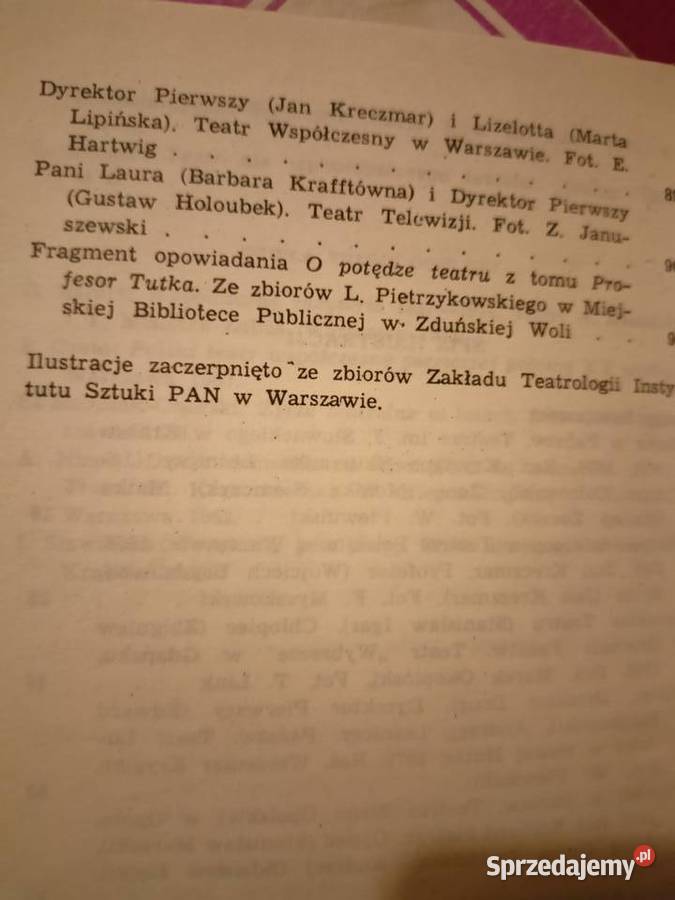 Dyrektor Pierwszy (Jan Kreczmar) i Lizelotta (Marta
Lipińska). Teatr Współczesny w Warszawie. Fot. E.
Hartwig . . . . . . . . . . . . .
Pani Laura (Barbara Krafftówna) i Dyrektor Pierwszy
(Gustaw Holoubek). Teatr Telewizji. Fot. Z. Janu-
szewski . . . . . . . . . . . . .
Fragment opowiadania O potędze teatru z tomu Pro-
fesor Tutka. Ze zbiorów L. Pietrzykowskiego w Miej-
skiej Bibliotece Publicznej w Zduńskiej Woli . .
Ilustracje zaczerpnięto ze zbiorów Zakładu Teatrologii Insty
tutu Sztuki PAN w Warszawie.
Sprzedajemy.pl